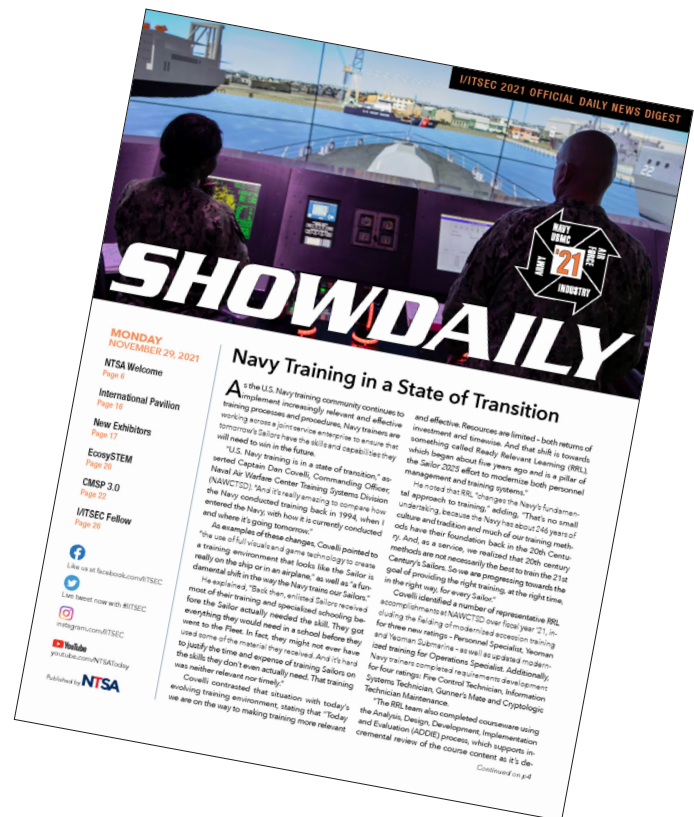 I/ITSEC 2021 OFFICIAL DAILY NEWS DIGEST
22
NAVY
USMC
AIR
FORCE
ARMY
'21
INDUSTRY
SHOWDAILY
MONDAY
NOVEMBER 29, 2021
NTSA Welcome
Page 6
International Pavilion
Page 16
New Exhibitors
Page 17
EcosySTEM
Page 20
CMSP 3.0
Page 22
I/ITSEC Fellow
Page 28
Like us at facebook.com/IITSEC
Live tweet now with #IITSEC
instagram.com/IITSEC
YouTube
youtube.com/NTSAToday
Published by NTSA
Navy Training in a State of Transition
As the U.S. Navy training community continues to
implement increasingly relevant and effective
training processes and procedures, Navy trainers are
working across a joint service enterprise to ensure that
tomorrow's Sailors have the skills and capabilities they
will need to win in the future.
"U.S. Navy training is in a state of transition," as-
serted Captain Dan Covelli, Commanding Officer,
Naval Air Warfare Center Training Systems Division
(NAWCTSD). "And it's really amazing to compare how
the Navy conducted training back in 1994, when I
entered the Navy, with how it is currently conducted
and where it's going tomorrow."
As examples of these changes, Covelli pointed to
"the use of full visuals and game technology to create
a training environment that looks like the Sailor is
really on the ship or in an airplane," as well as "a fun-
damental shift in the way the Navy trains our Sailors."
He explained, "Back then, enlisted Sailors received
most of their training and specialized schooling be-
fore the Sailor actually needed the skill. They got
everything they would need in a school before they
went to the Fleet. In fact, they might not ever have
used some of the material they received. And it's hard
to justify the time and expense of training Sailors on
the skills they don't even actually need. That training
was neither relevant nor timely."
Covelli contrasted that situation with today's
evolving training environment, stating that "Today
we are on the way to making training more relevant
and effective. Resources are limited – both returns of
investment and timewise. And that shift is towards
something called Ready Relevant Learning (RRL),
which began about five years ago and is a pillar of
the Sailor 2025 effort to modernize both personnel
management and training systems."
He noted that RRL "changes the Navy's fundamen-
tal approach to training," adding, "That's no small
undertaking, because the Navy has about 246 years of
culture and tradition and much of our training meth-
ods have their foundation back in the 20th Centu-
ry. And, as a service, we realized that 20th century
methods are not necessarily the best to train the 21st
Century's Sailors. So we are progressing towards the
goal of providing the right training, at the right time,
in the right way, for every Sailor."
Covelli identified a number of representative RRL
accomplishments at NAWCTSD over fiscal year '21, in-
cluding the fielding of modernized accession training
for three new ratings - Personnel Specialist, Yeoman
and Yeoman Submarine – as well as updated modern-
ized training for Operations Specialist. Additionally,
Navy trainers completed requirements development
for four ratings: Fire Control Technician, Information
Systems Technician, Gunner's Mate and Cryptologic
Technician Maintenance.
"The RRL team also completed courseware using
the Analysis, Design, Development, Implementation
and Evaluation (ADDIE) process, which supports in-
cremental review of the course content as it's de-
Continued on p4